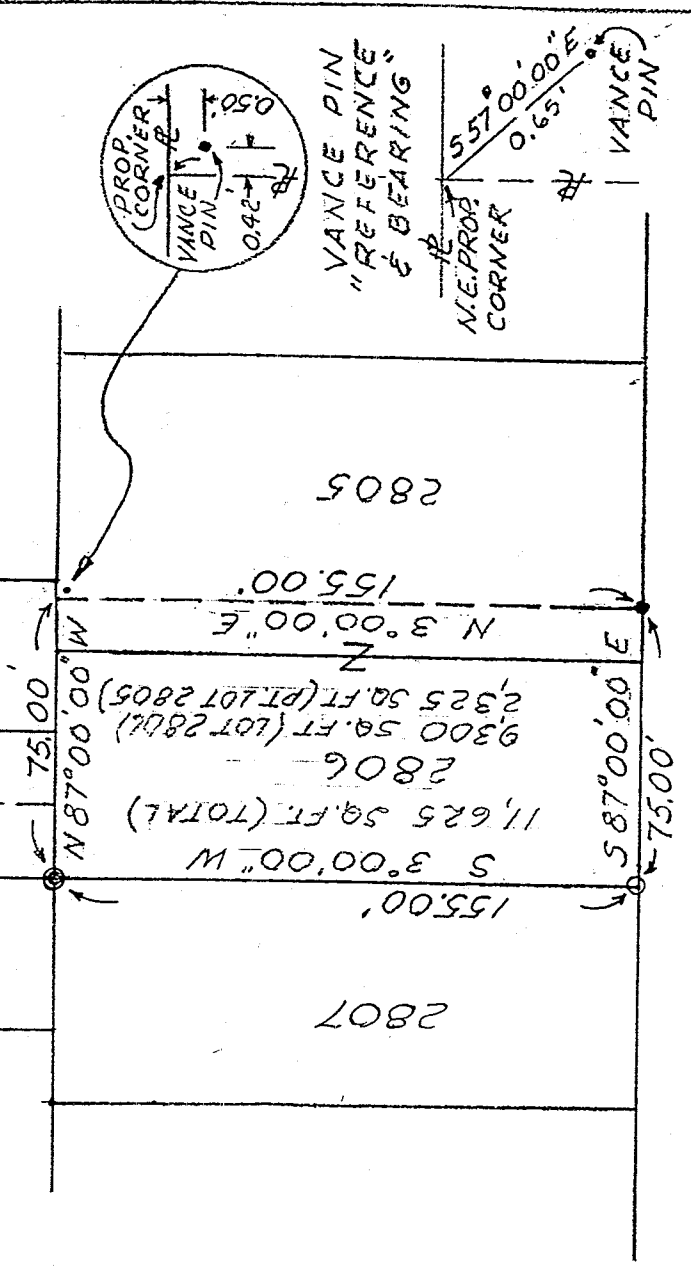 PROP.
CORNER
℄
VANCE
PIN
0.50'
0.42'
℄
VANCE PIN
"REFERENCE"
& BEARING"
℄
N.E. PROP.
CORNER
S 57°00'00" E
0.65'
VANCE
PIN
℄
2805
155.00'
N 3°00'00" E
Z
2,325 SQ. FT. (PT. LOT 2805)
9,300 SQ. FT. (LOT 2806)
2806
11,625 SQ. FT. (TOTAL)
S 3°00'00" W
155.00'
2807
75.00'
N 87°00'00" W
S 87°00'00" E
75.00'